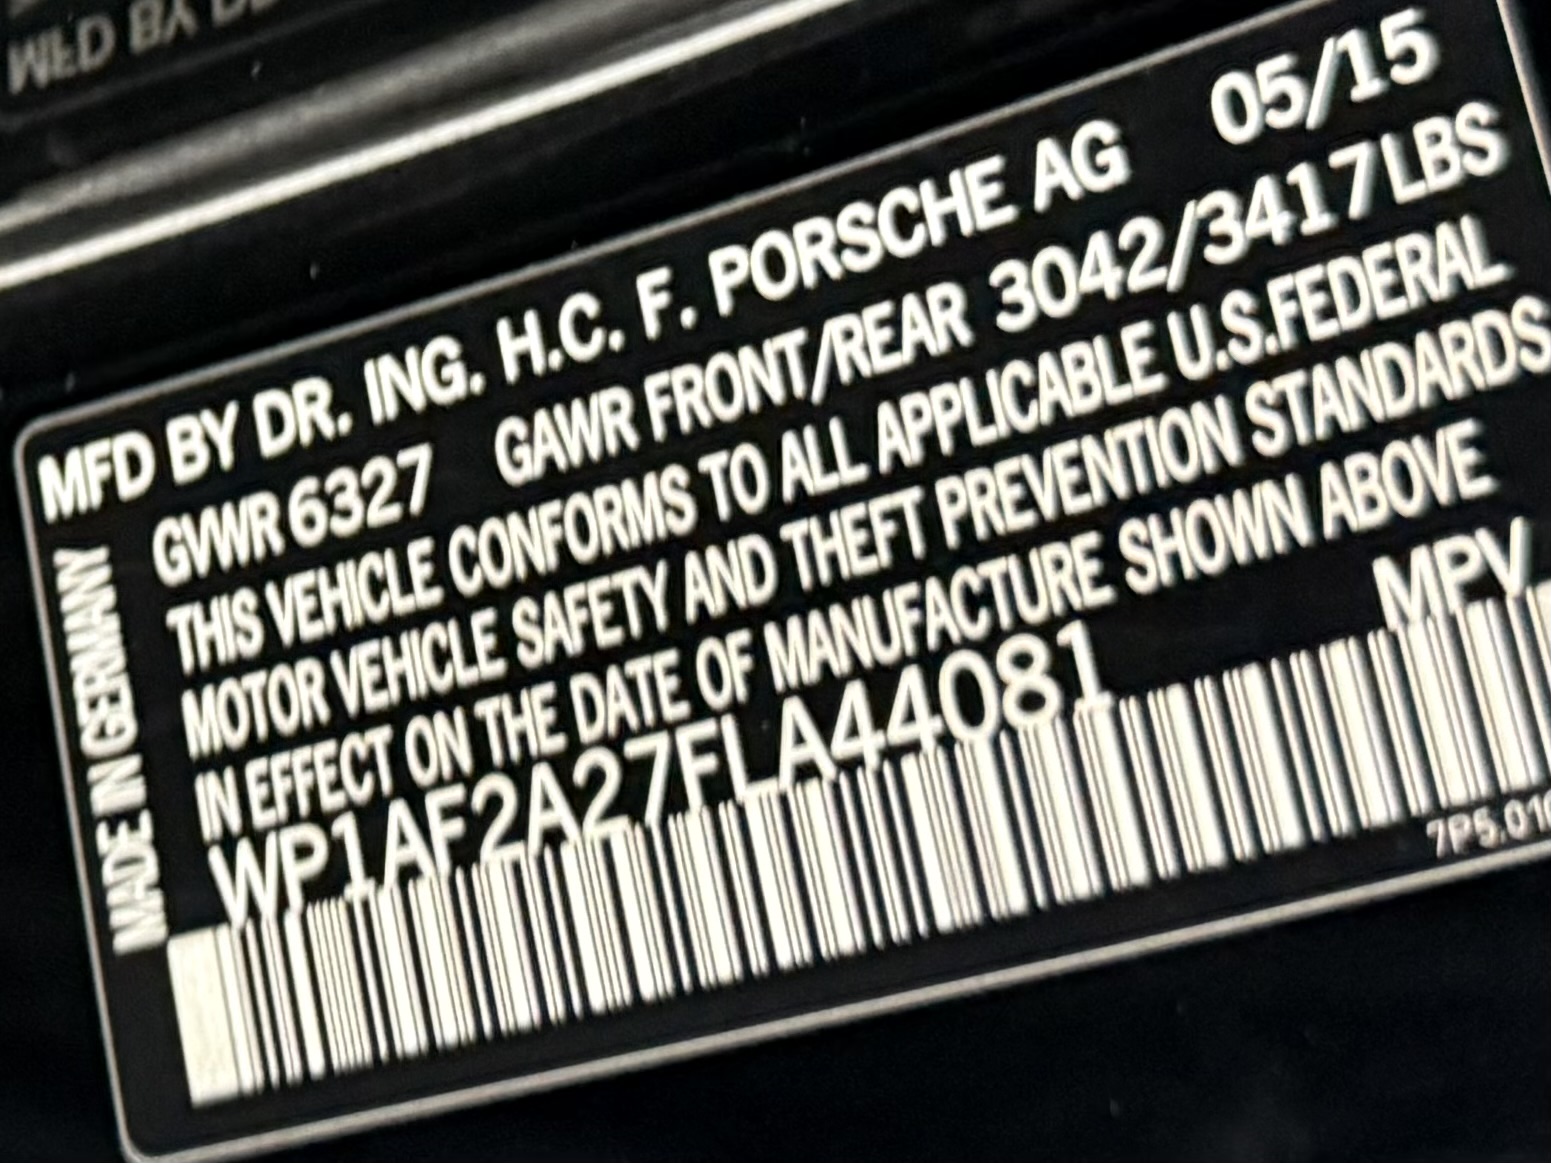 MFD BY DR. ING. H.C. F. PORSCHE AG 05/15
GVWR 6327 GAWR FRONT/REAR 3042/3417LBS
THIS VEHICLE CONFORMS TO ALL APPLICABLE U.S.FEDERAL
MOTOR VEHICLE SAFETY AND THEFT PREVENTION STANDARDS
IN EFFECT ON THE DATE OF MANUFACTURE SHOWN ABOVE
WP1AF2A27FLA44081 MPV
MADE IN GERMANY